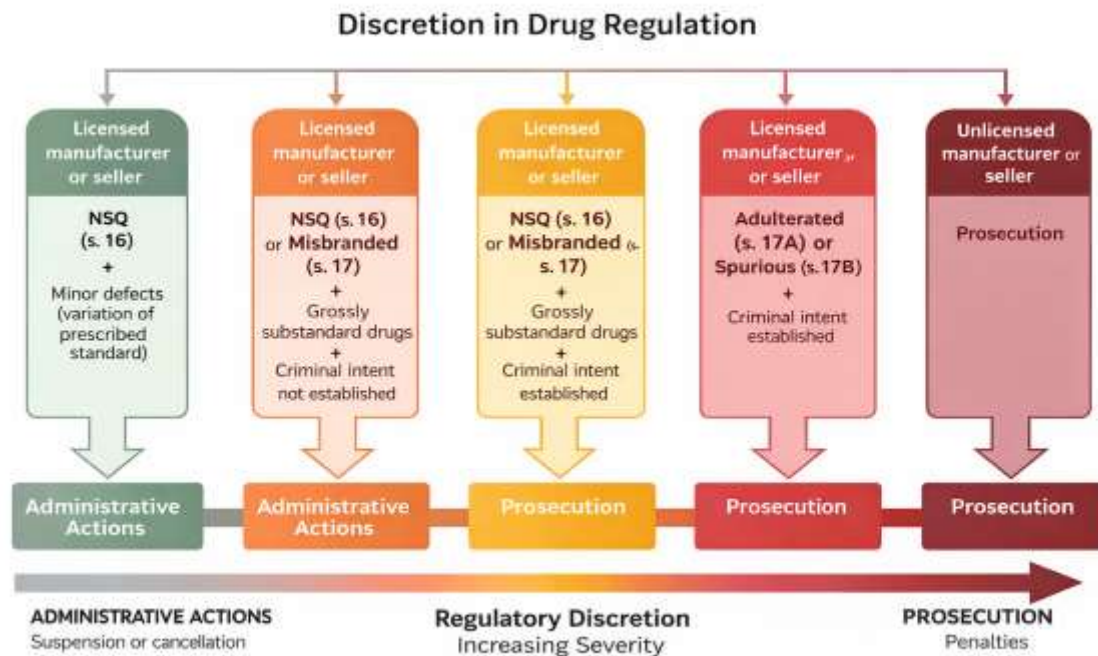 Discretion in Drug Regulation
Licensed
manufacturer
or seller
NSQ
(s. 16)
+
Minor defects
(variation of
prescribed
standard)
Administrative
Actions
Licensed
manufacturer
or seller
NSQ (s. 16)
or Misbranded
(s. 17)
+
Grossly
substandard drugs
+
Criminal intent
not established
Administrative
Actions
Licensed
manufacturer
or seller
NSQ (s. 16)
or Misbranded (s-
s. 17)
+
Grossly
substandard drugs
+
Criminal intent
established
Prosecution
Licensed
manufacturer
or seller
Adulterated
(s. 17A) or
Spurious (s. 17B)
+
Criminal intent
established
Prosecution
Unlicensed
manufacturer or
seller
Prosecution
Prosecution
ADMINISTRATIVE ACTIONS
Suspension or cancellation
Regulatory Discretion
Increasing Severity
PROSECUTION
Penalties